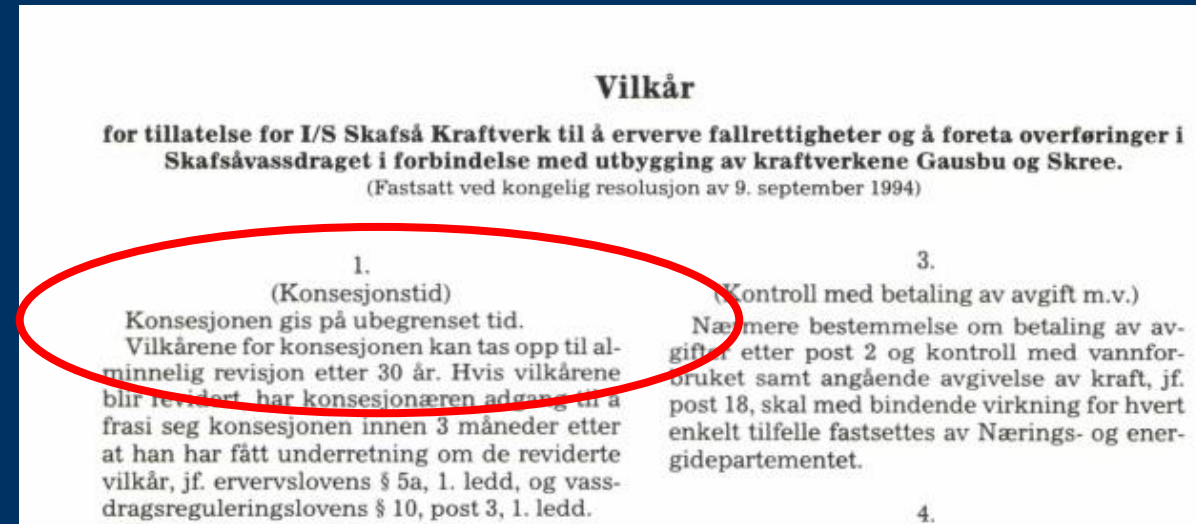 Vilkår
for tillatelse for I/S Skafså Kraftverk til å erverve fallrettigheter og å foreta overføringer i
Skafsåvassdraget i forbindelse med utbygging av kraftverkene Gausbu og Skree.
(Fastsatt ved kongelig resolusjon av 9. september 1994)
1.
(Konsesjonstid)
Konsesjonen gis på ubegrenset tid.
Vilkårene for konsesjonen kan tas opp til al-
minnelig revisjon etter 30 år. Hvis vilkårene
blir revidert, har konsesjonæren adgang til å
frasi seg konsesjonen innen 3 måneder etter
at han har fått underretning om de reviderte
vilkår, jf. ervervslovens § 5a, 1. ledd, og vass-
dragsreguleringslovens § 10, post 3, 1. ledd.
3.
(Kontroll med betaling av avgift m.v.)
Nærmere bestemmelse om betaling av av-
gifter etter post 2 og kontroll med vannfor-
bruket samt angående avgivelse av kraft, jf.
post 18, skal med bindende virkning for hvert
enkelt tilfelle fastsettes av Nærings- og ener-
gidepartementet.
4.